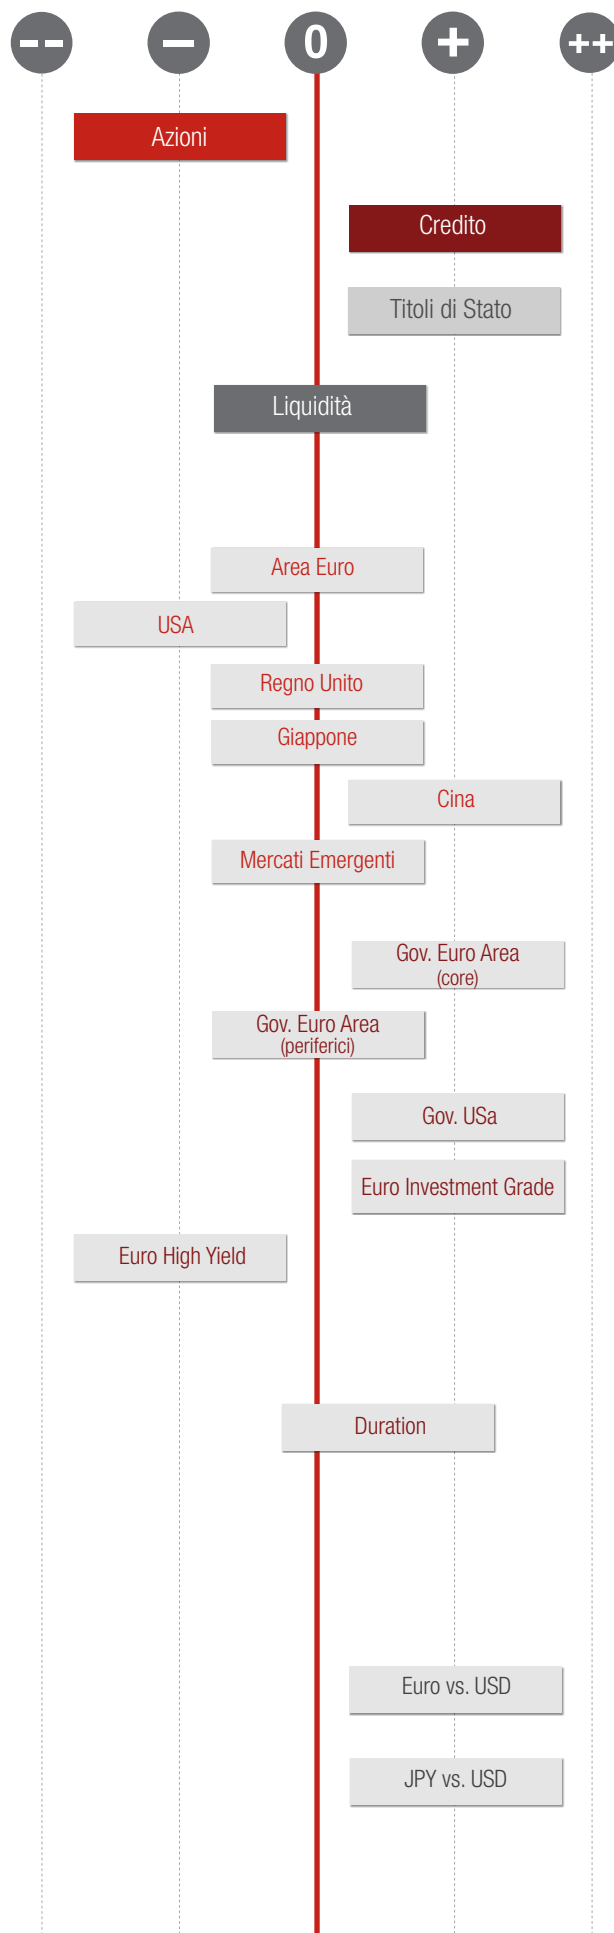 -- - 0 + ++
Azioni
Credito
Titoli di Stato
Liquidità
Area Euro
USA
Regno Unito
Giappone
Cina
Mercati Emergenti
Gov. Euro Area
(core)
Gov. Euro Area
(periferici)
Gov. USa
Euro Investment Grade
Euro High Yield
Duration
Euro vs. USD
JPY vs. USD